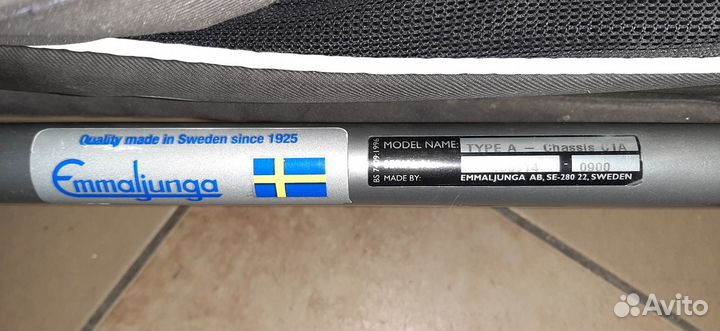 Quality made in Sweden since 1925
Emmaljunga
BS 7409:1996
MODEL NAME: TYPE A - Chassis
- 0900
MADE BY: EMMALJUNGA AB, SE-280 22, SWEDEN
Avito